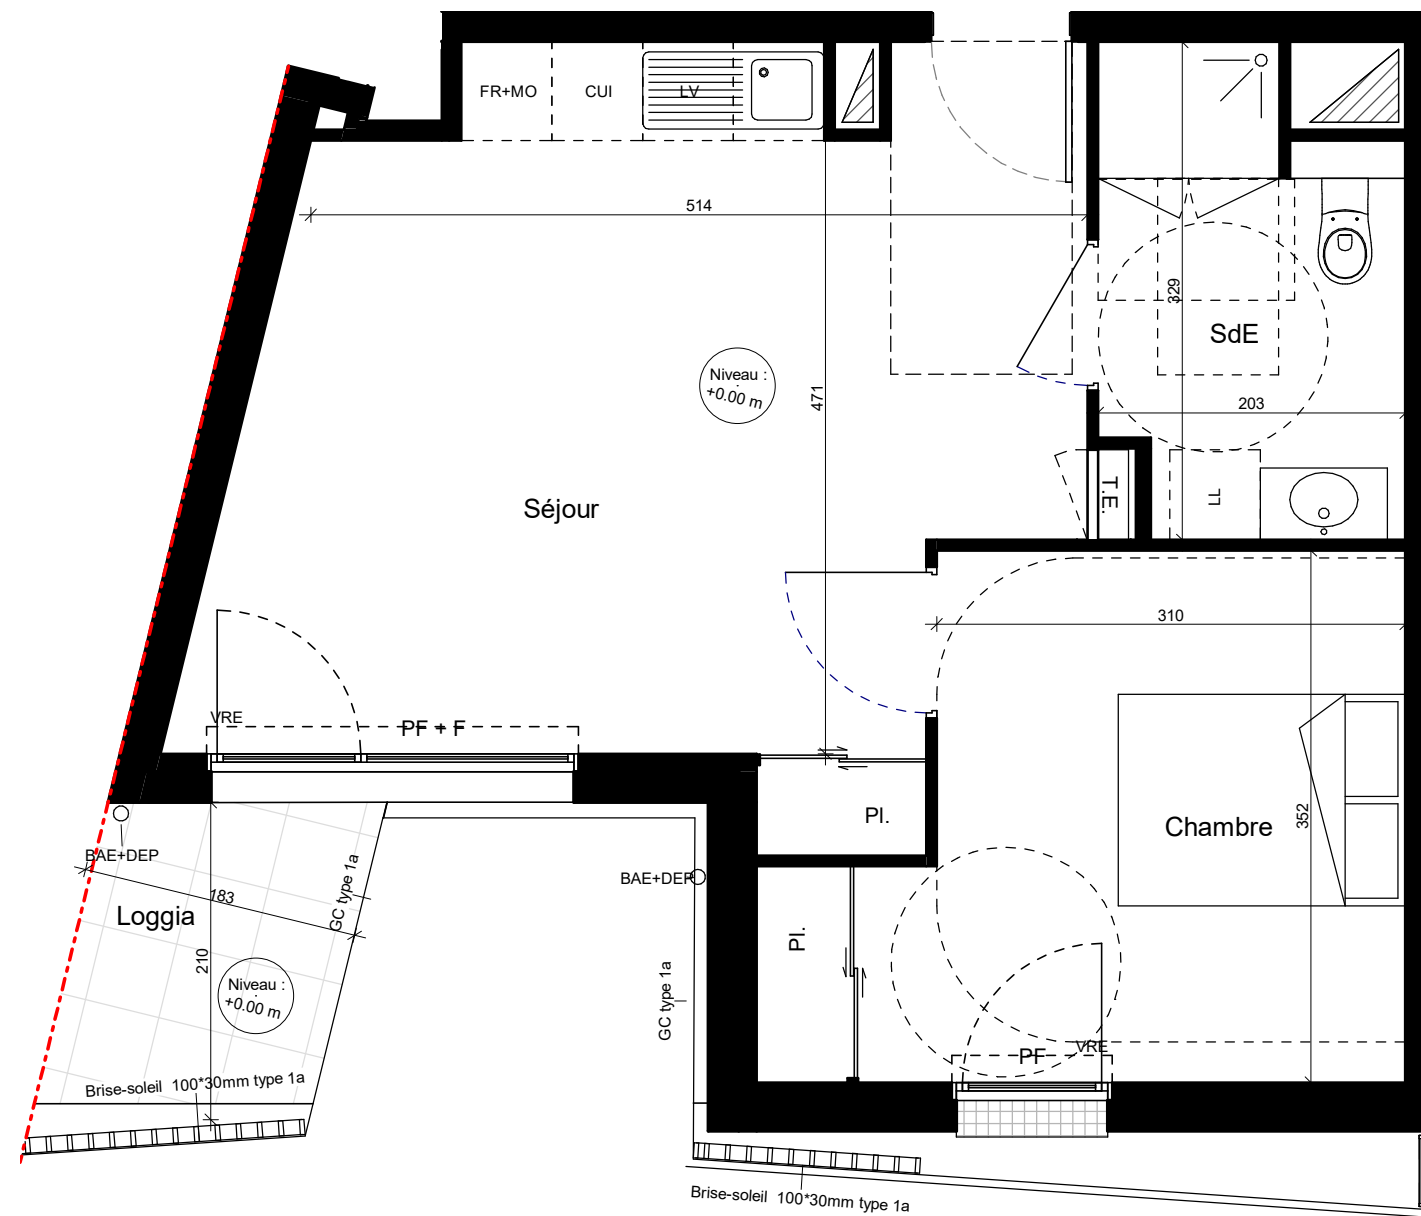 FR+MO
CUI
LV
514
329
SdE
203
Niveau :
+0.00 m
471
T.E.
LL
Séjour
310
VRE
PF + F
Pl.
Chambre
352
BAE+DEP
183
GC type 1a
Loggia
210
Niveau :
+0.00 m
BAE+DEP
Pl.
GC type 1a
PF
VRE
Brise-soleil 100*30mm type 1a
Brise-soleil 100*30mm type 1a